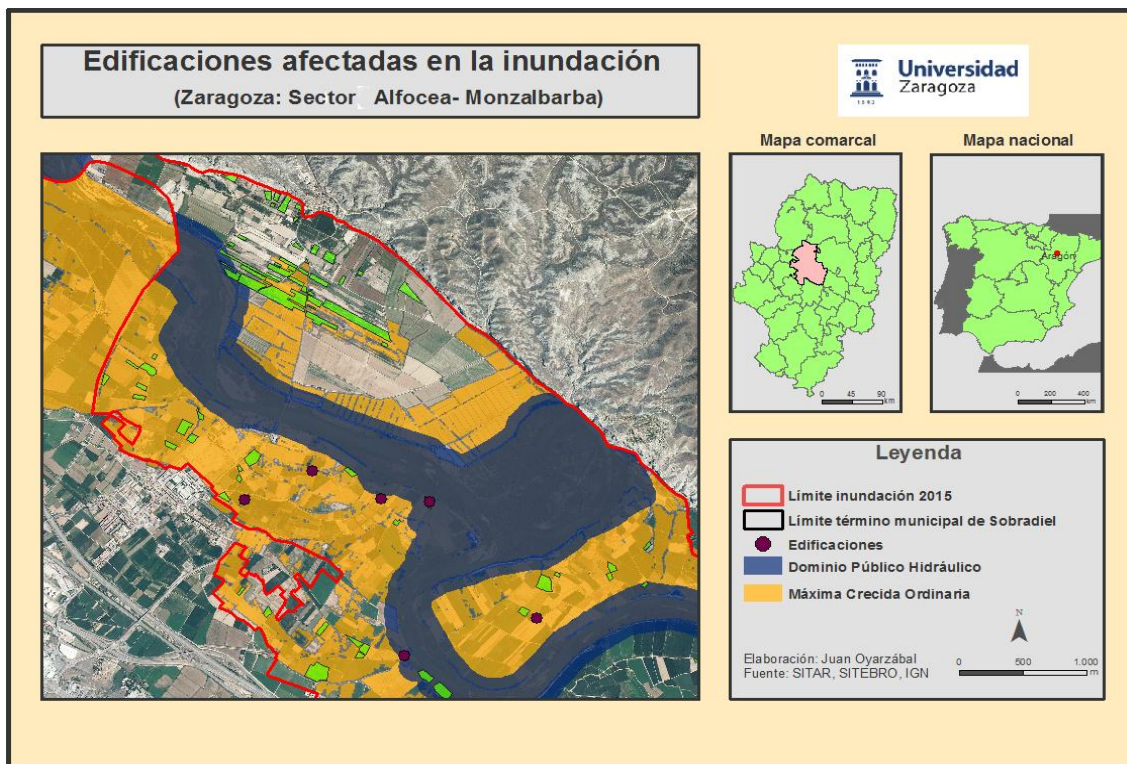 Edificaciones afectadas en la inundación
(Zaragoza: Sector Alfocea- Monzalbarba)
Universidad
Zaragoza
1542
Mapa comarcal
Mapa nacional
Aragón
0 45 90
km
0 200 400
km
Leyenda
Límite inundación 2015
Límite término municipal de Sobradiel
Edificaciones
Dominio Público Hidráulico
Máxima Crecida Ordinaria
N
Elaboración: Juan Oyarzábal
Fuente: SITAR, SITEBRO, IGN
0 500 1.000
m